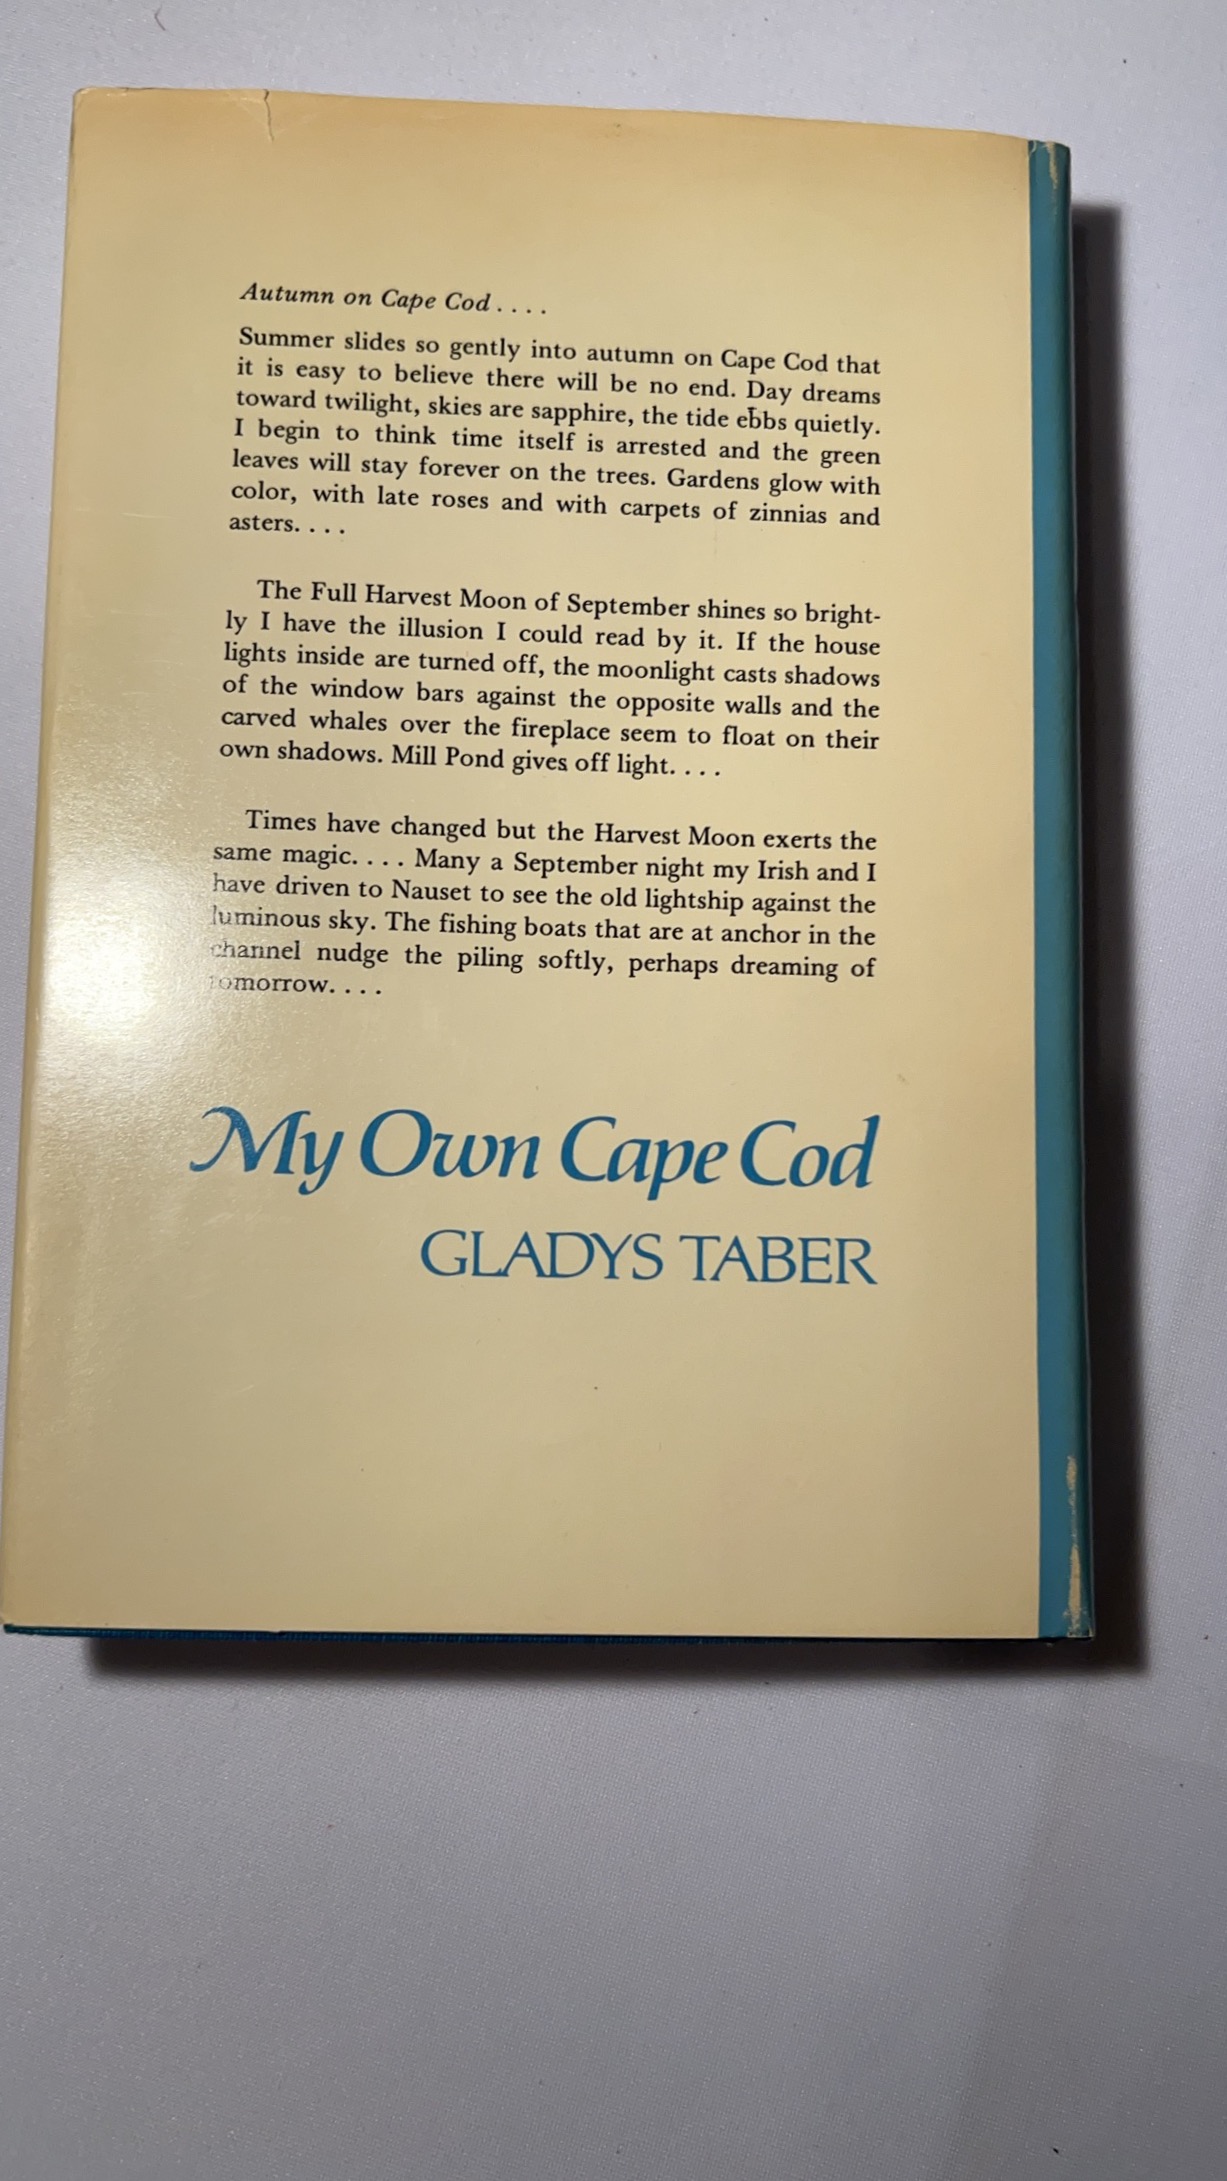 Autumn on Cape Cod . . . .
Summer slides so gently into autumn on Cape Cod that
it is easy to believe there will be no end. Day dreams
toward twilight, skies are sapphire, the tide ebbs quietly.
I begin to think time itself is arrested and the green
leaves will stay forever on the trees. Gardens glow with
color, with late roses and with carpets of zinnias and
asters. . . .
The Full Harvest Moon of September shines so bright-
ly I have the illusion I could read by it. If the house
lights inside are turned off, the moonlight casts shadows
of the window bars against the opposite walls and the
carved whales over the fireplace seem to float on their
own shadows. Mill Pond gives off light. . . .
Times have changed but the Harvest Moon exerts the
same magic. . . . Many a September night my Irish and I
have driven to Nauset to see the old lightship against the
luminous sky. The fishing boats that are at anchor in the
channel nudge the piling softly, perhaps dreaming of
tomorrow. . . .
My Own Cape Cod
GLADYS TABER